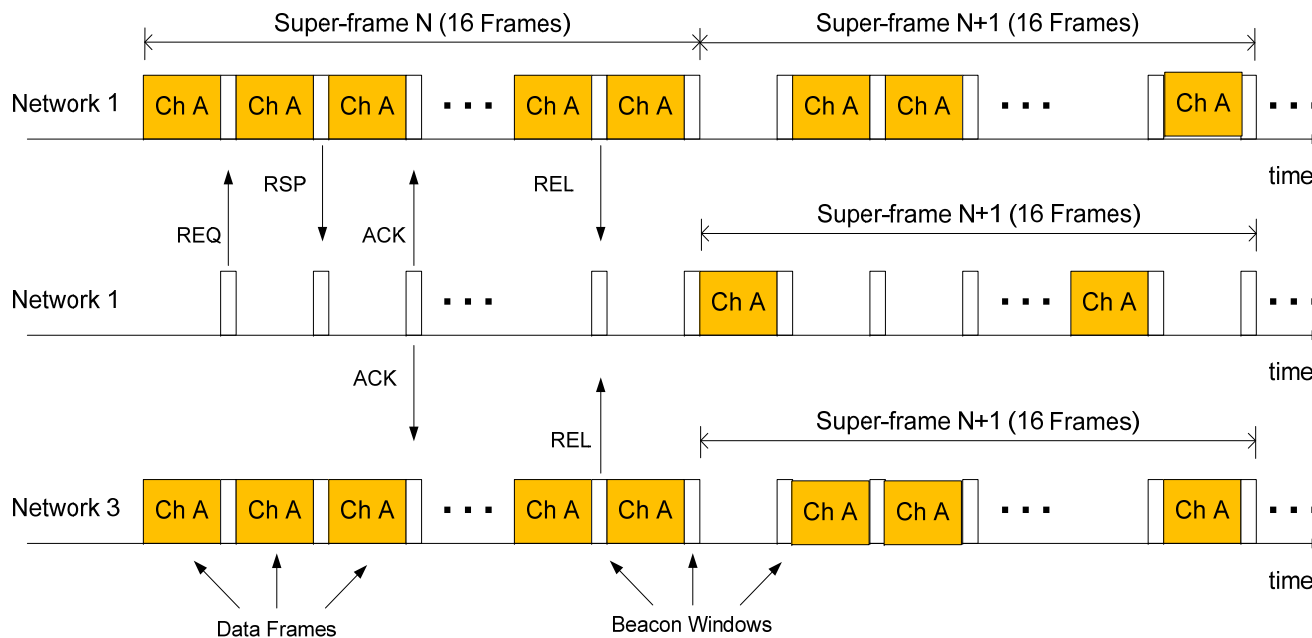 Super-frame N (16 Frames)
Super-frame N+1 (16 Frames)
Network 1
Ch A
Ch A
Ch A
. . .
Ch A
Ch A
Ch A
Ch A
. . .
Ch A
. . .
time
REQ
RSP
ACK
REL
Super-frame N+1 (16 Frames)
Network 1
. . .
Ch A
. . .
Ch A
. . .
time
ACK
REL
Super-frame N+1 (16 Frames)
Network 3
Ch A
Ch A
Ch A
. . .
Ch A
Ch A
Ch A
Ch A
. . .
Ch A
. . .
time
Data Frames
Beacon Windows